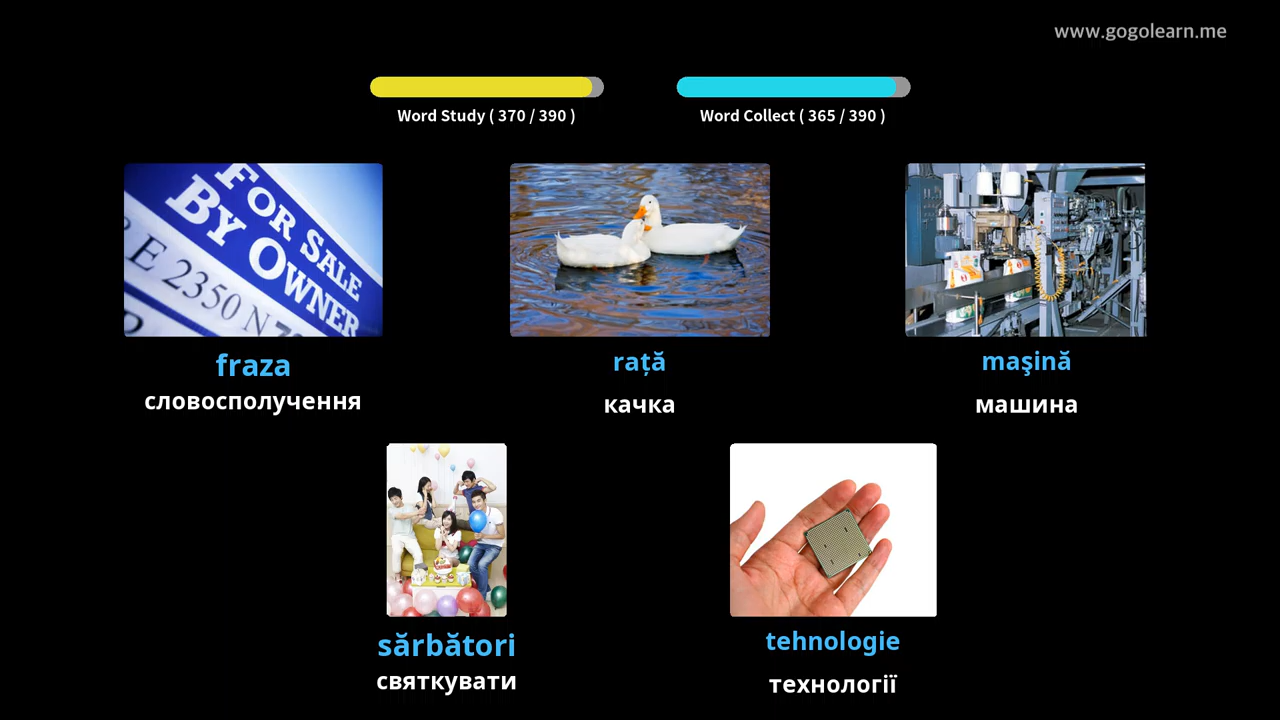 www.gogolearn.me
Word Study ( 370 / 390 )
Word Collect ( 365 / 390 )
FOR SALE
BY OWNER
E 2350 N
fraza
словосполучення
rață
качка
maşină
машина
sărbători
святкувати
tehnologie
технології